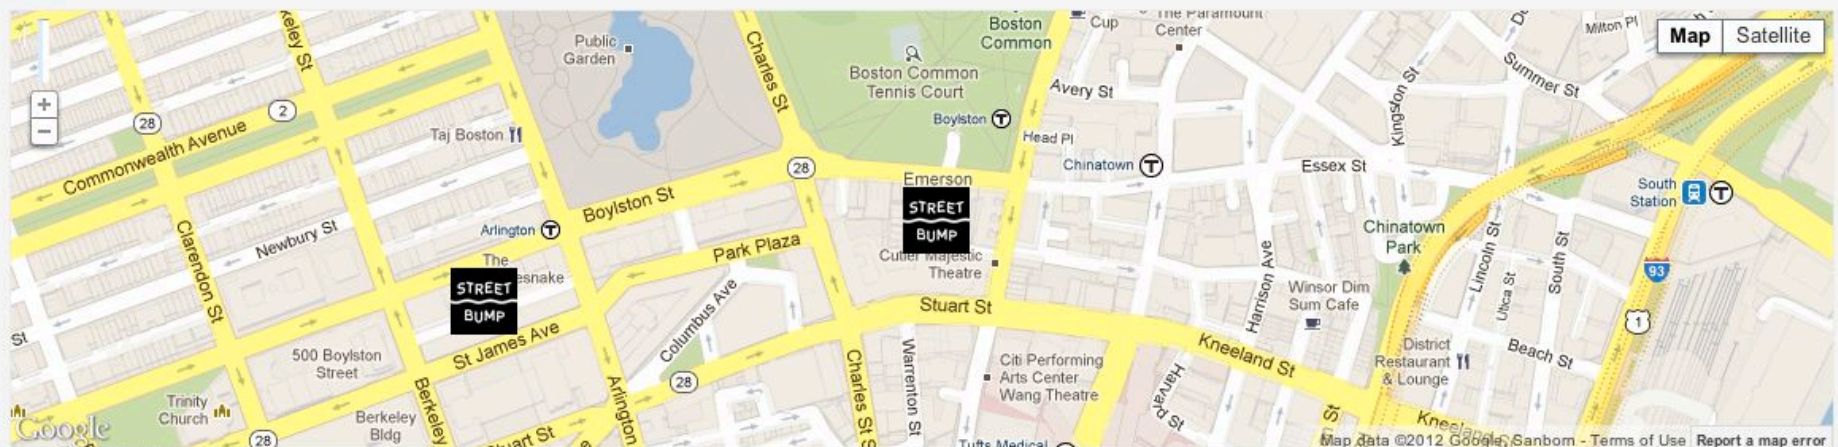 Public
Garden
Charles St
Boston Common
Tennis Court
Boston
Common
Cup
The Paramount
Center
Milton Pl
Map
Satellite
Summer St
Kingston St
Avery St
Boylston
Head Pl
Chinatown
Essex St
South
Station
28
2
Commonwealth Avenue
Taj Boston
28
Emerson
STREET
BUMP
Cutler Majestic
Theatre
Boylston St
Arlington
Newbury St
Clarendon St
Park Plaza
The
STREET
BUMP
Stuart St
Columbus Ave
St James Ave
500 Boylston
Street
Chinatown
Park
Harrison Ave
Winsor Dim
Sum Cafe
Lincoln St
Utica St
South St
93
1
Beach St
District
Restaurant
& Lounge
Kneeland St
Citi Performing
Arts Center
Wang Theatre
Warrenton St
Charles St S
Harvard St
28
Arlington
Berkeley
Trinity
Church
Berkeley
Bldg
28
Stuart St
Tufts Medical
St
St
Google
Map data ©2012 Google, Sanborn - Terms of Use
Report a map error